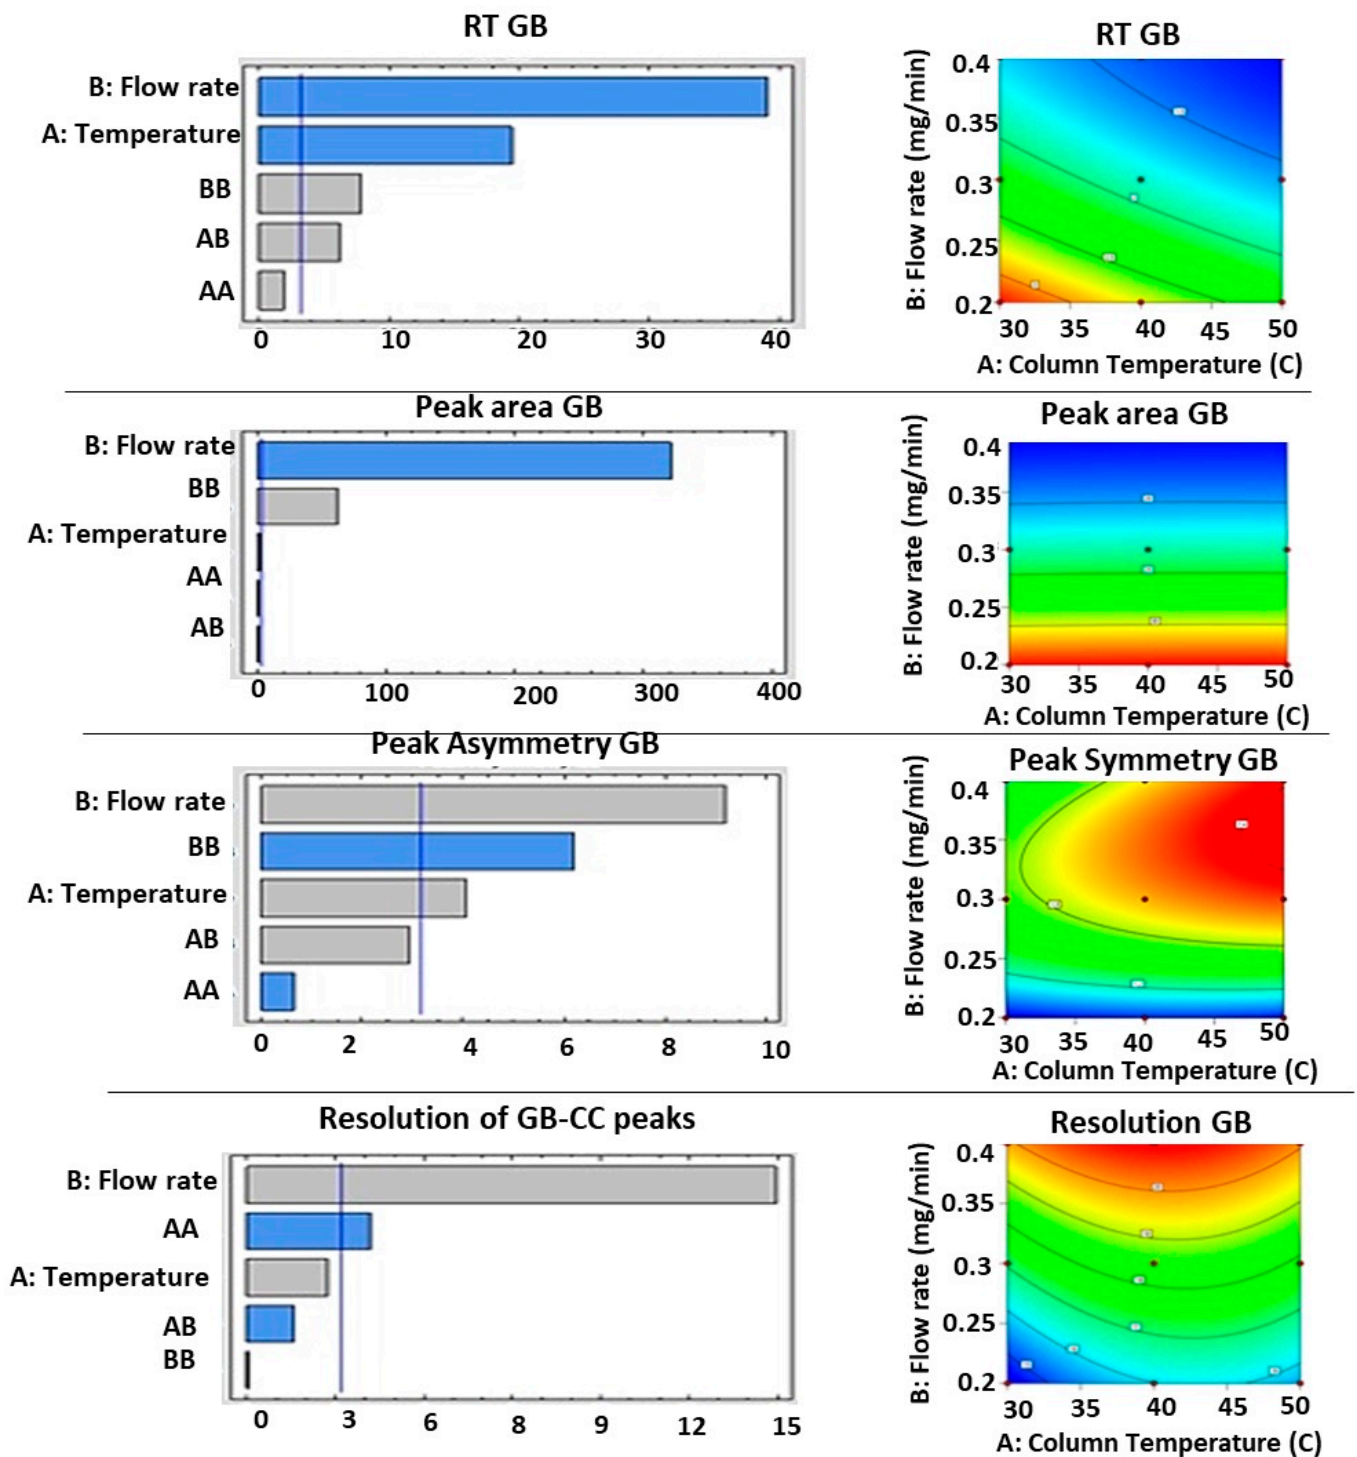 RT GB
B: Flow rate
A: Temperature
BB
AB
AA
0 10 20 30 40
RT GB
B: Flow rate (mg/min)
0.4
0.35
0.3
0.25
0.2
30 35 40 45 50
A: Column Temperature (C)
Peak area GB
B: Flow rate
BB
A: Temperature
AA
AB
0 100 200 300 400
Peak area GB
B: Flow rate (mg/min)
0.4
0.35
0.3
0.25
0.2
30 35 40 45 50
A: Column Temperature (C)
Peak Asymmetry GB
B: Flow rate
BB
A: Temperature
AB
AA
0 2 4 6 8 10
Peak Symmetry GB
B: Flow rate (mg/min)
0.4
0.35
0.3
0.25
0.2
30 35 40 45 50
A: Column Temperature (C)
Resolution of GB-CC peaks
B: Flow rate
AA
A: Temperature
AB
BB
0 3 6 8 9 12 15
Resolution GB
B: Flow rate (mg/min)
0.4
0.35
0.3
0.25
0.2
30 35 40 45 50
A: Column Temperature (C)